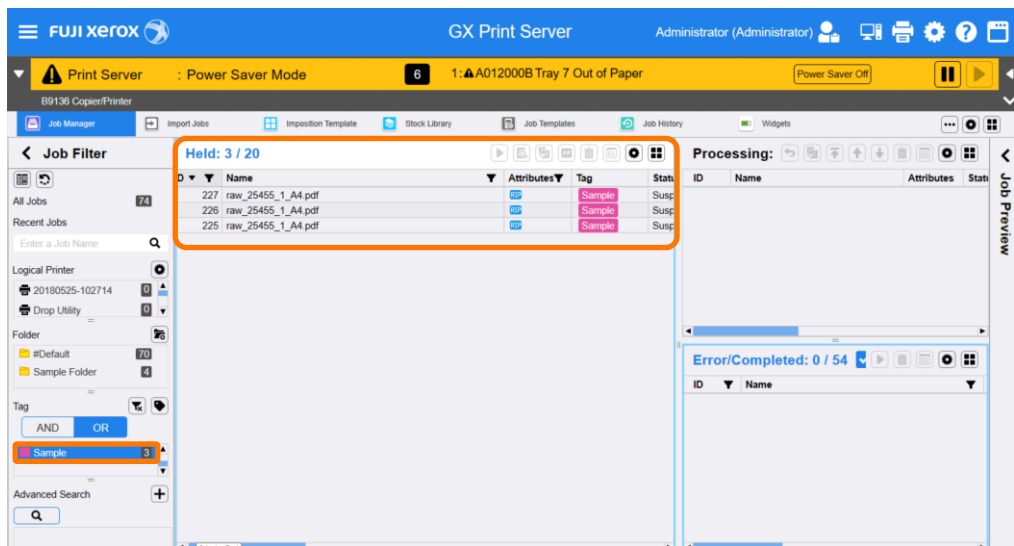 FUJI XEROX GX Print Server Administrator (Administrator)
Print Server : Power Saver Mode 6 1: A012000B Tray 7 Out of Paper Power Saver Off
B9136 Copier/Printer
Job Manager Import Jobs Imposition Template Stock Library Job Templates Job History Widgets
Job Filter
All Jobs 74
Recent Jobs
Enter a Job Name
Logical Printer
20180525-102714 0
Drop Utility 0
Folder
#Default 70
Sample Folder 4
Tag
AND OR
Sample 3
Advanced Search
Held: 3 / 20
D Name Attributes Tag Statu
227 raw_25455_1_A4.pdf RIP Sample Susp
226 raw_25455_1_A4.pdf RIP Sample Susp
225 raw_25455_1_A4.pdf RIP Sample Susp
Processing:
ID Name Attributes Statu
Error/Completed: 0 / 54
ID Name
Job Preview